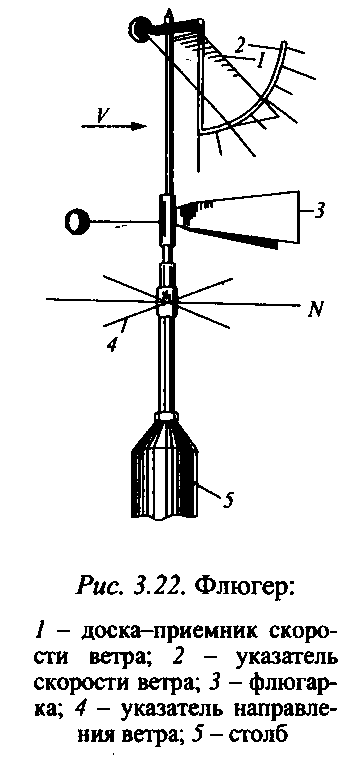 2
1
V
3
N
4
5
Рис. 3.22. Флюгер:
1 – доска–приемник скоро-
сти ветра; 2 – указатель
скорости ветра; 3 – флюгар-
ка; 4 – указатель направле-
ния ветра; 5 – столб